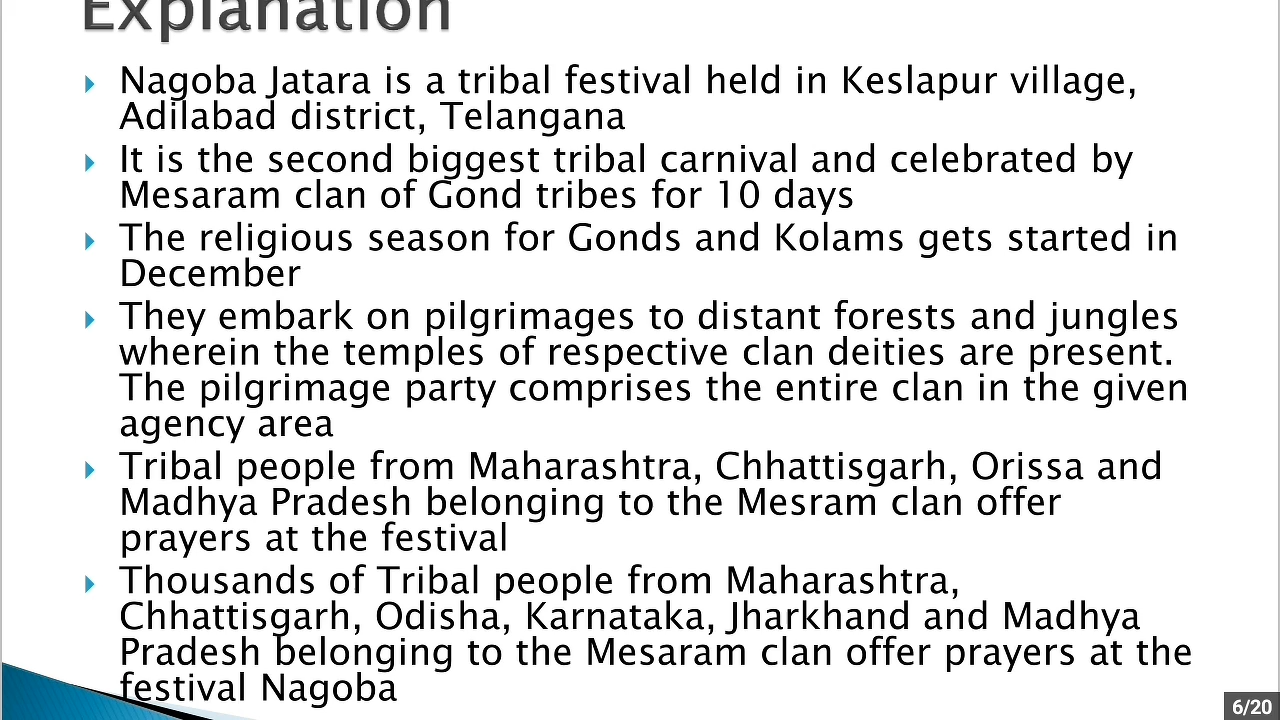 Explanation
Nagoba Jatara is a tribal festival held in Keslapur village,
Adilabad district, Telangana
It is the second biggest tribal carnival and celebrated by
Mesaram clan of Gond tribes for 10 days
The religious season for Gonds and Kolams gets started in
December
They embark on pilgrimages to distant forests and jungles
wherein the temples of respective clan deities are present.
The pilgrimage party comprises the entire clan in the given
agency area
Tribal people from Maharashtra, Chhattisgarh, Orissa and
Madhya Pradesh belonging to the Mesram clan offer
prayers at the festival
Thousands of Tribal people from Maharashtra,
Chhattisgarh, Odisha, Karnataka, Jharkhand and Madhya
Pradesh belonging to the Mesaram clan offer prayers at the
festival Nagoba
6/20